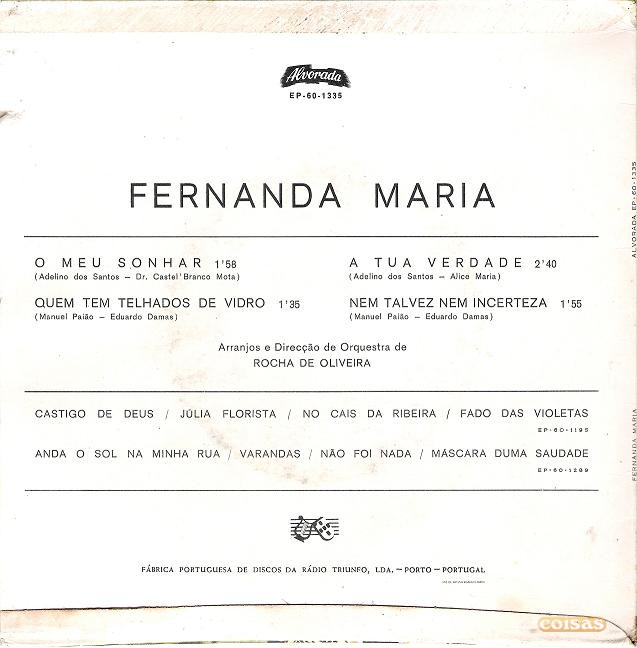 Alvorada
EP-60-1335
FERNANDA MARIA
O MEU SONHAR 1'58
(Adelino dos Santos — Dr. Castel'Branco Mota)
QUEM TEM TELHADOS DE VIDRO 1'35
(Manuel Paião — Eduardo Damas)
A TUA VERDADE 2'40
(Adelino dos Santos — Alice Maria)
NEM TALVEZ NEM INCERTEZA 1'55
(Manuel Paião — Eduardo Damas)
Arranjos e Direcção de Orquestra de
ROCHA DE OLIVEIRA
CASTIGO DE DEUS / JÚLIA FLORISTA / NO CAIS DA RIBEIRA / FADO DAS VIOLETAS
EP-60-1195
ANDA O SOL NA MINHA RUA / VARANDAS / NÃO FOI NADA / MÁSCARA DUMA SAUDADE
EP-60-1289
FÁBRICA PORTUGUESA DE DISCOS DA RÁDIO TRIUNFO, LDA. — PORTO — PORTUGAL
ALVORADA EP-60-1335
FERNANDA MARIA
COISAS